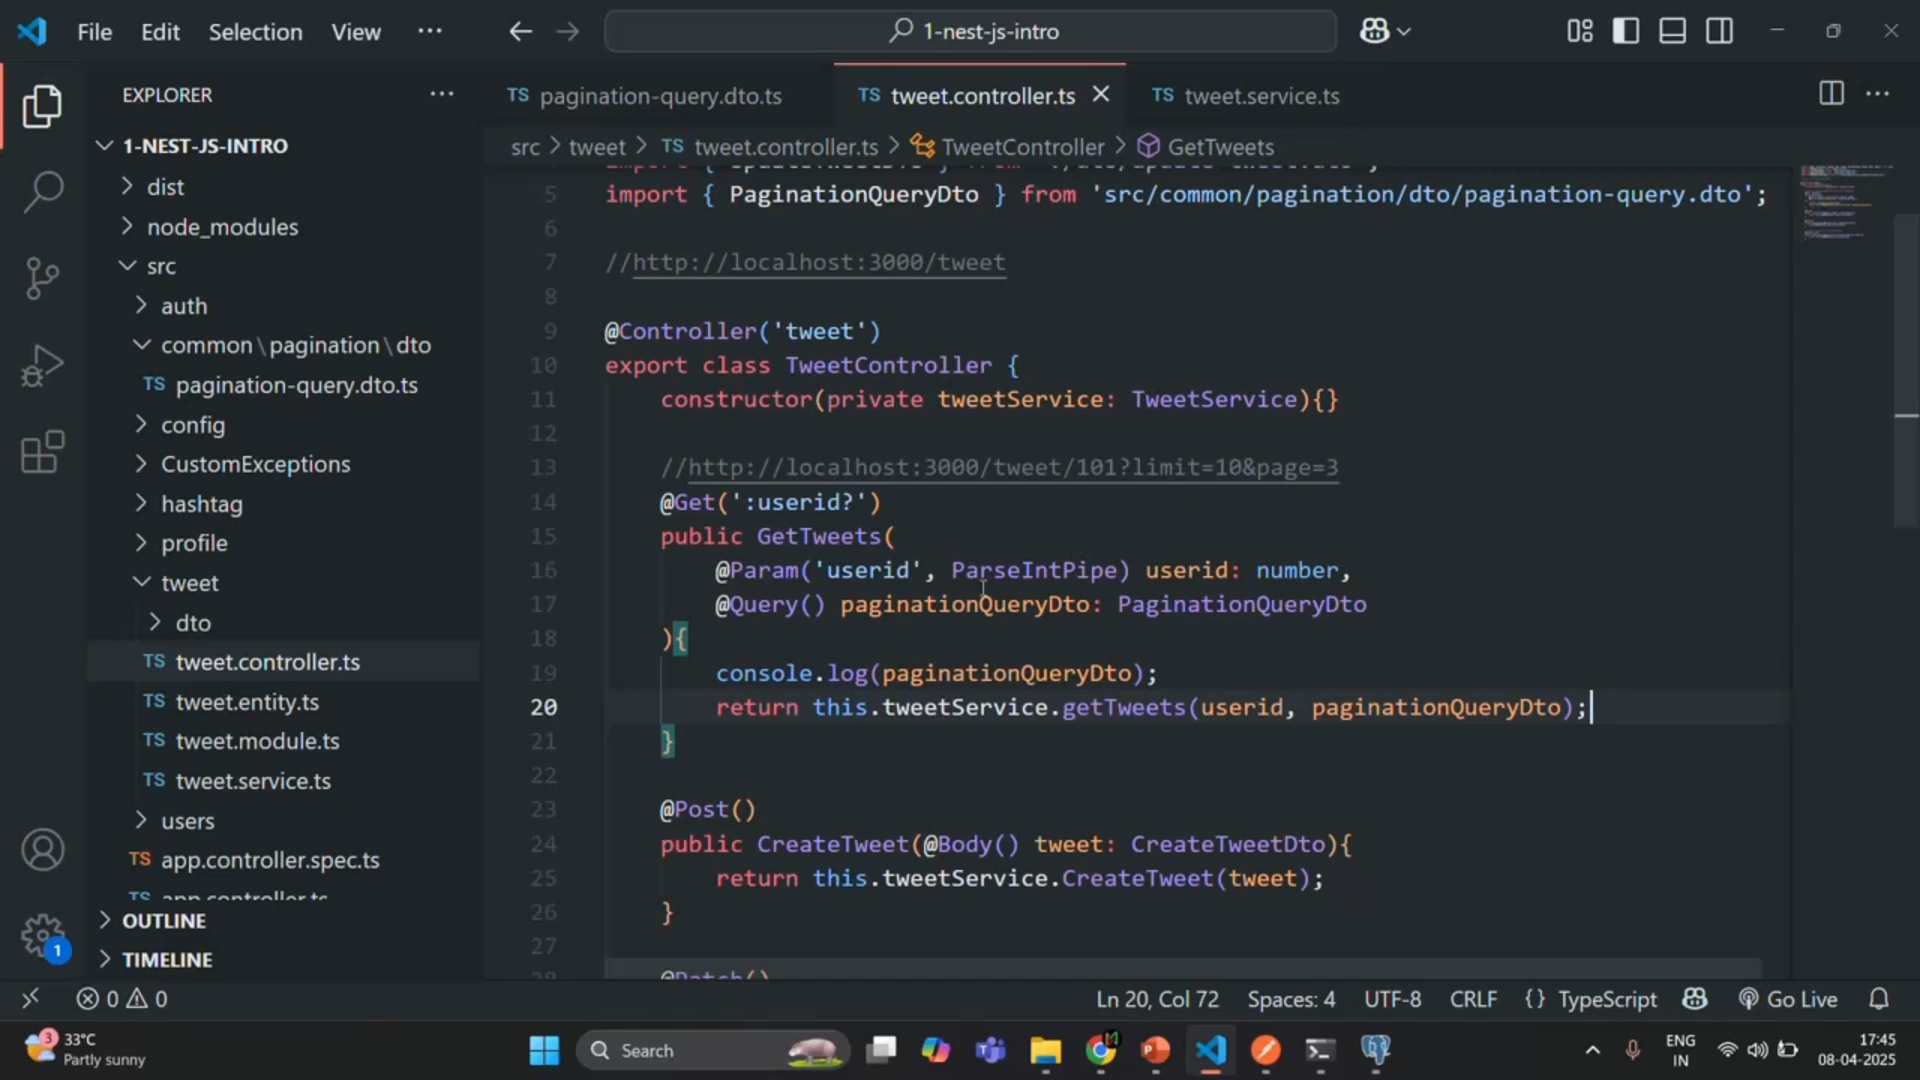 File Edit Selection View ···
1-nest-js-intro
EXPLORER
1-NEST-JS-INTRO
dist
node_modules
src
auth
common\pagination\dto
TS pagination-query.dto.ts
config
CustomExceptions
hashtag
profile
tweet
dto
TS tweet.controller.ts
TS tweet.entity.ts
TS tweet.module.ts
TS tweet.service.ts
users
TS app.controller.spec.ts
TS app.controller.ts
OUTLINE
TIMELINE
TS pagination-query.dto.ts
TS tweet.controller.ts
TS tweet.service.ts
src > tweet > TS tweet.controller.ts > TweetController > GetTweets
5 import { PaginationQueryDto } from 'src/common/pagination/dto/pagination-query.dto';
6
7 //http://localhost:3000/tweet
8
9 @Controller('tweet')
10 export class TweetController {
11 constructor(private tweetService: TweetService){}
12
13 //http://localhost:3000/tweet/101?limit=10&page=3
14 @Get(':userid?')
15 public GetTweets(
16 @Param('userid', ParseIntPipe) userid: number,
17 @Query() paginationQueryDto: PaginationQueryDto
18 ){
19 console.log(paginationQueryDto);
20 return this.tweetService.getTweets(userid, paginationQueryDto);
21 }
22
23 @Post()
24 public CreateTweet(@Body() tweet: CreateTweetDto){
25 return this.tweetService.CreateTweet(tweet);
26 }
27
28 @Patch()
1
0 0
Ln 20, Col 72 Spaces: 4 UTF-8 CRLF {} TypeScript Go Live
3
33°C
Partly sunny
Search
ENG
IN
17:45
08-04-2025